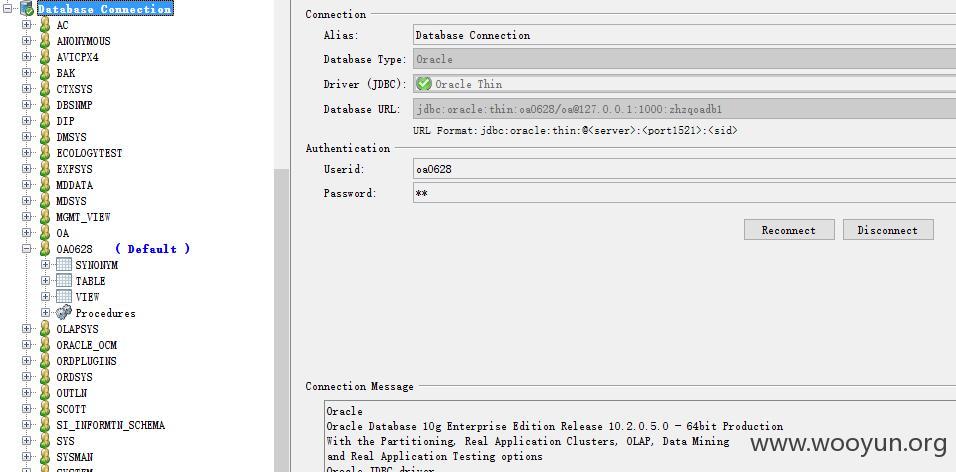 Database Connection
AC
ANONYMOUS
AVICPX4
BAK
CTXSYS
DBSNMP
DIP
DMSYS
ECOLOGYTEST
EXFSYS
MDDATA
MDSYS
MGMT_VIEW
OA
OA0628 ( Default )
SYNONYM
TABLE
VIEW
Procedures
OLAPSYS
ORACLE_OCM
ORDPLUGINS
ORDSYS
OUTLN
SCOTT
SI_INFORMTN_SCHEMA
SYS
SYSMAN
SYSTEM
Connection
Alias: Database Connection
Database Type: Oracle
Driver (JDBC): Oracle Thin
Database URL: jdbc:oracle:thin:oa0628/oa@127.0.0.1:1000:zhzqoadb1
URL Format:jdbc:oracle:thin:@<server>:<port1521>:<sid>
Authentication
Userid: oa0628
Password: **
Reconnect Disconnect
Connection Message
Oracle
Oracle Database 10g Enterprise Edition Release 10.2.0.5.0 - 64bit Production
With the Partitioning, Real Application Clusters, OLAP, Data Mining
and Real Application Testing options
Oracle JDBC driver
www.wooyun.org